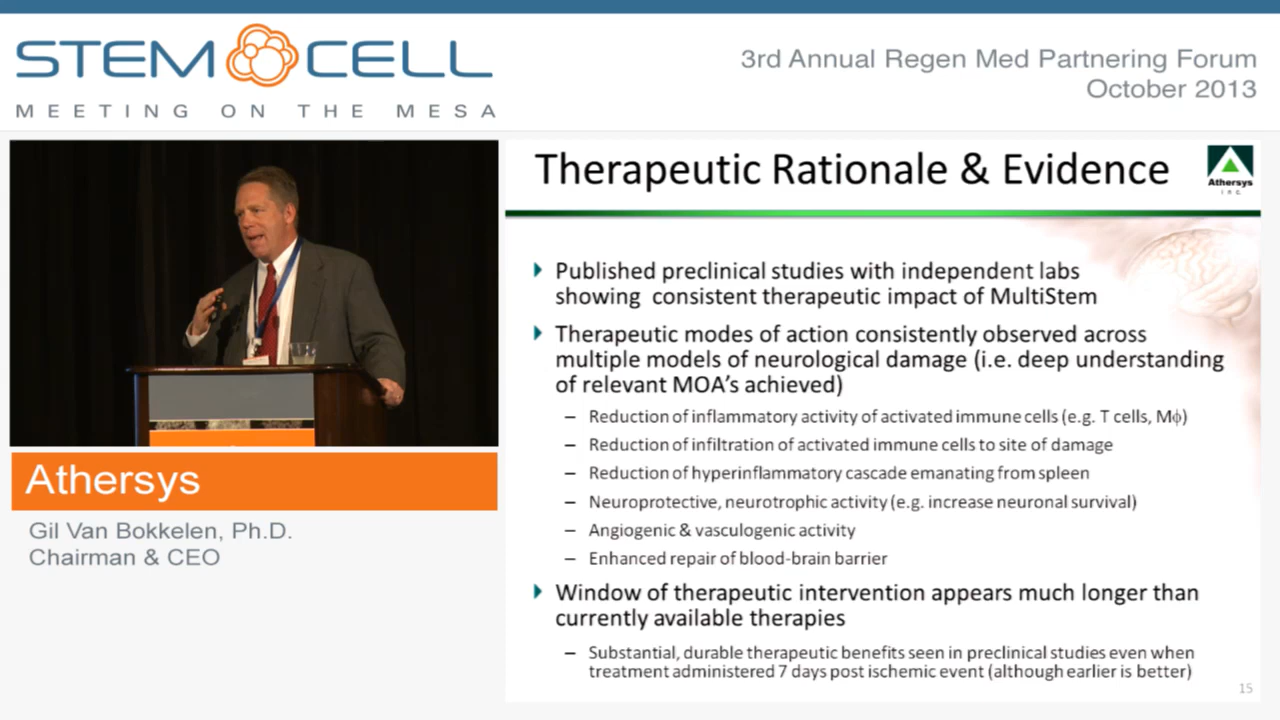 STEM CELL
MEETING ON THE MESA
3rd Annual Regen Med Partnering Forum
October 2013
Athersys
Gil Van Bokkelen, Ph.D.
Chairman & CEO
Therapeutic Rationale & Evidence
Athersys
INC.
Published preclinical studies with independent labs
showing consistent therapeutic impact of MultiStem
Therapeutic modes of action consistently observed across
multiple models of neurological damage (i.e. deep understanding
of relevant MOA's achieved)
– Reduction of inflammatory activity of activated immune cells (e.g. T cells, Mϕ)
– Reduction of infiltration of activated immune cells to site of damage
– Reduction of hyperinflammatory cascade emanating from spleen
– Neuroprotective, neurotrophic activity (e.g. increase neuronal survival)
– Angiogenic & vasculogenic activity
– Enhanced repair of blood-brain barrier
Window of therapeutic intervention appears much longer than
currently available therapies
– Substantial, durable therapeutic benefits seen in preclinical studies even when
treatment administered 7 days post ischemic event (although earlier is better)
15